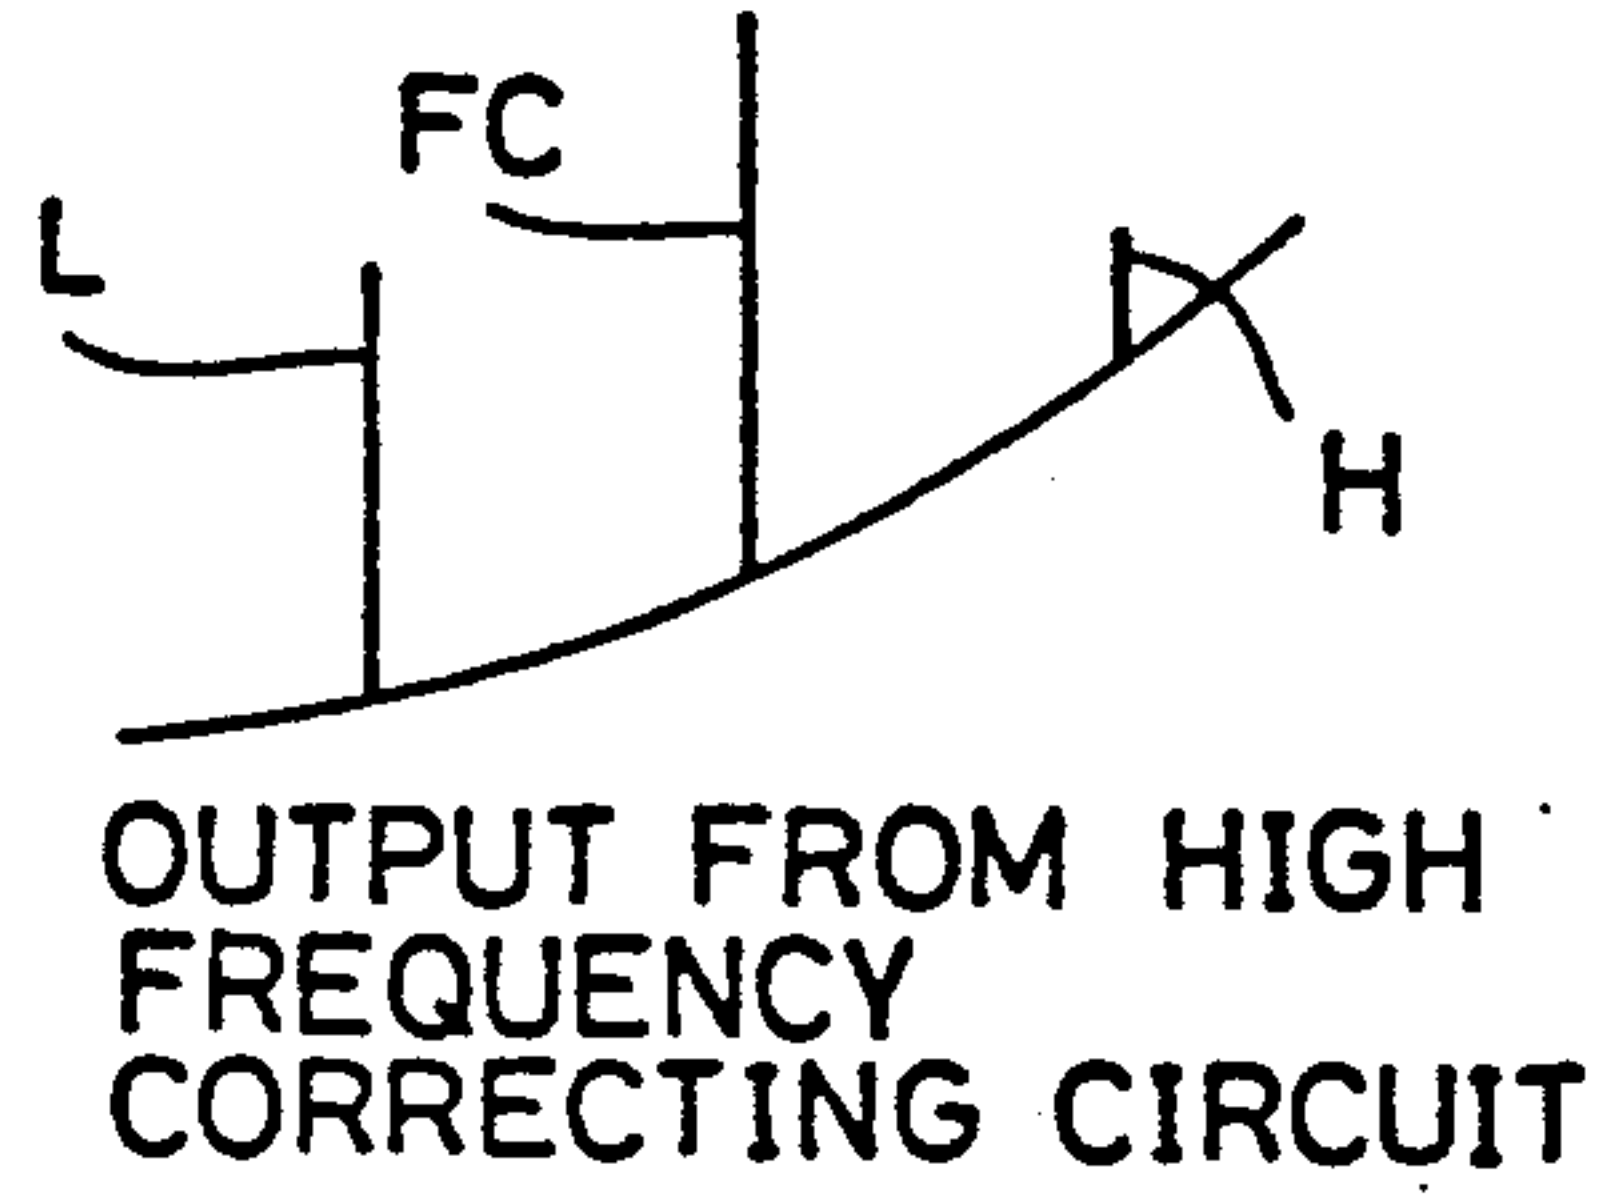 FC
L
H
OUTPUT FROM HIGH
FREQUENCY
CORRECTING CIRCUIT